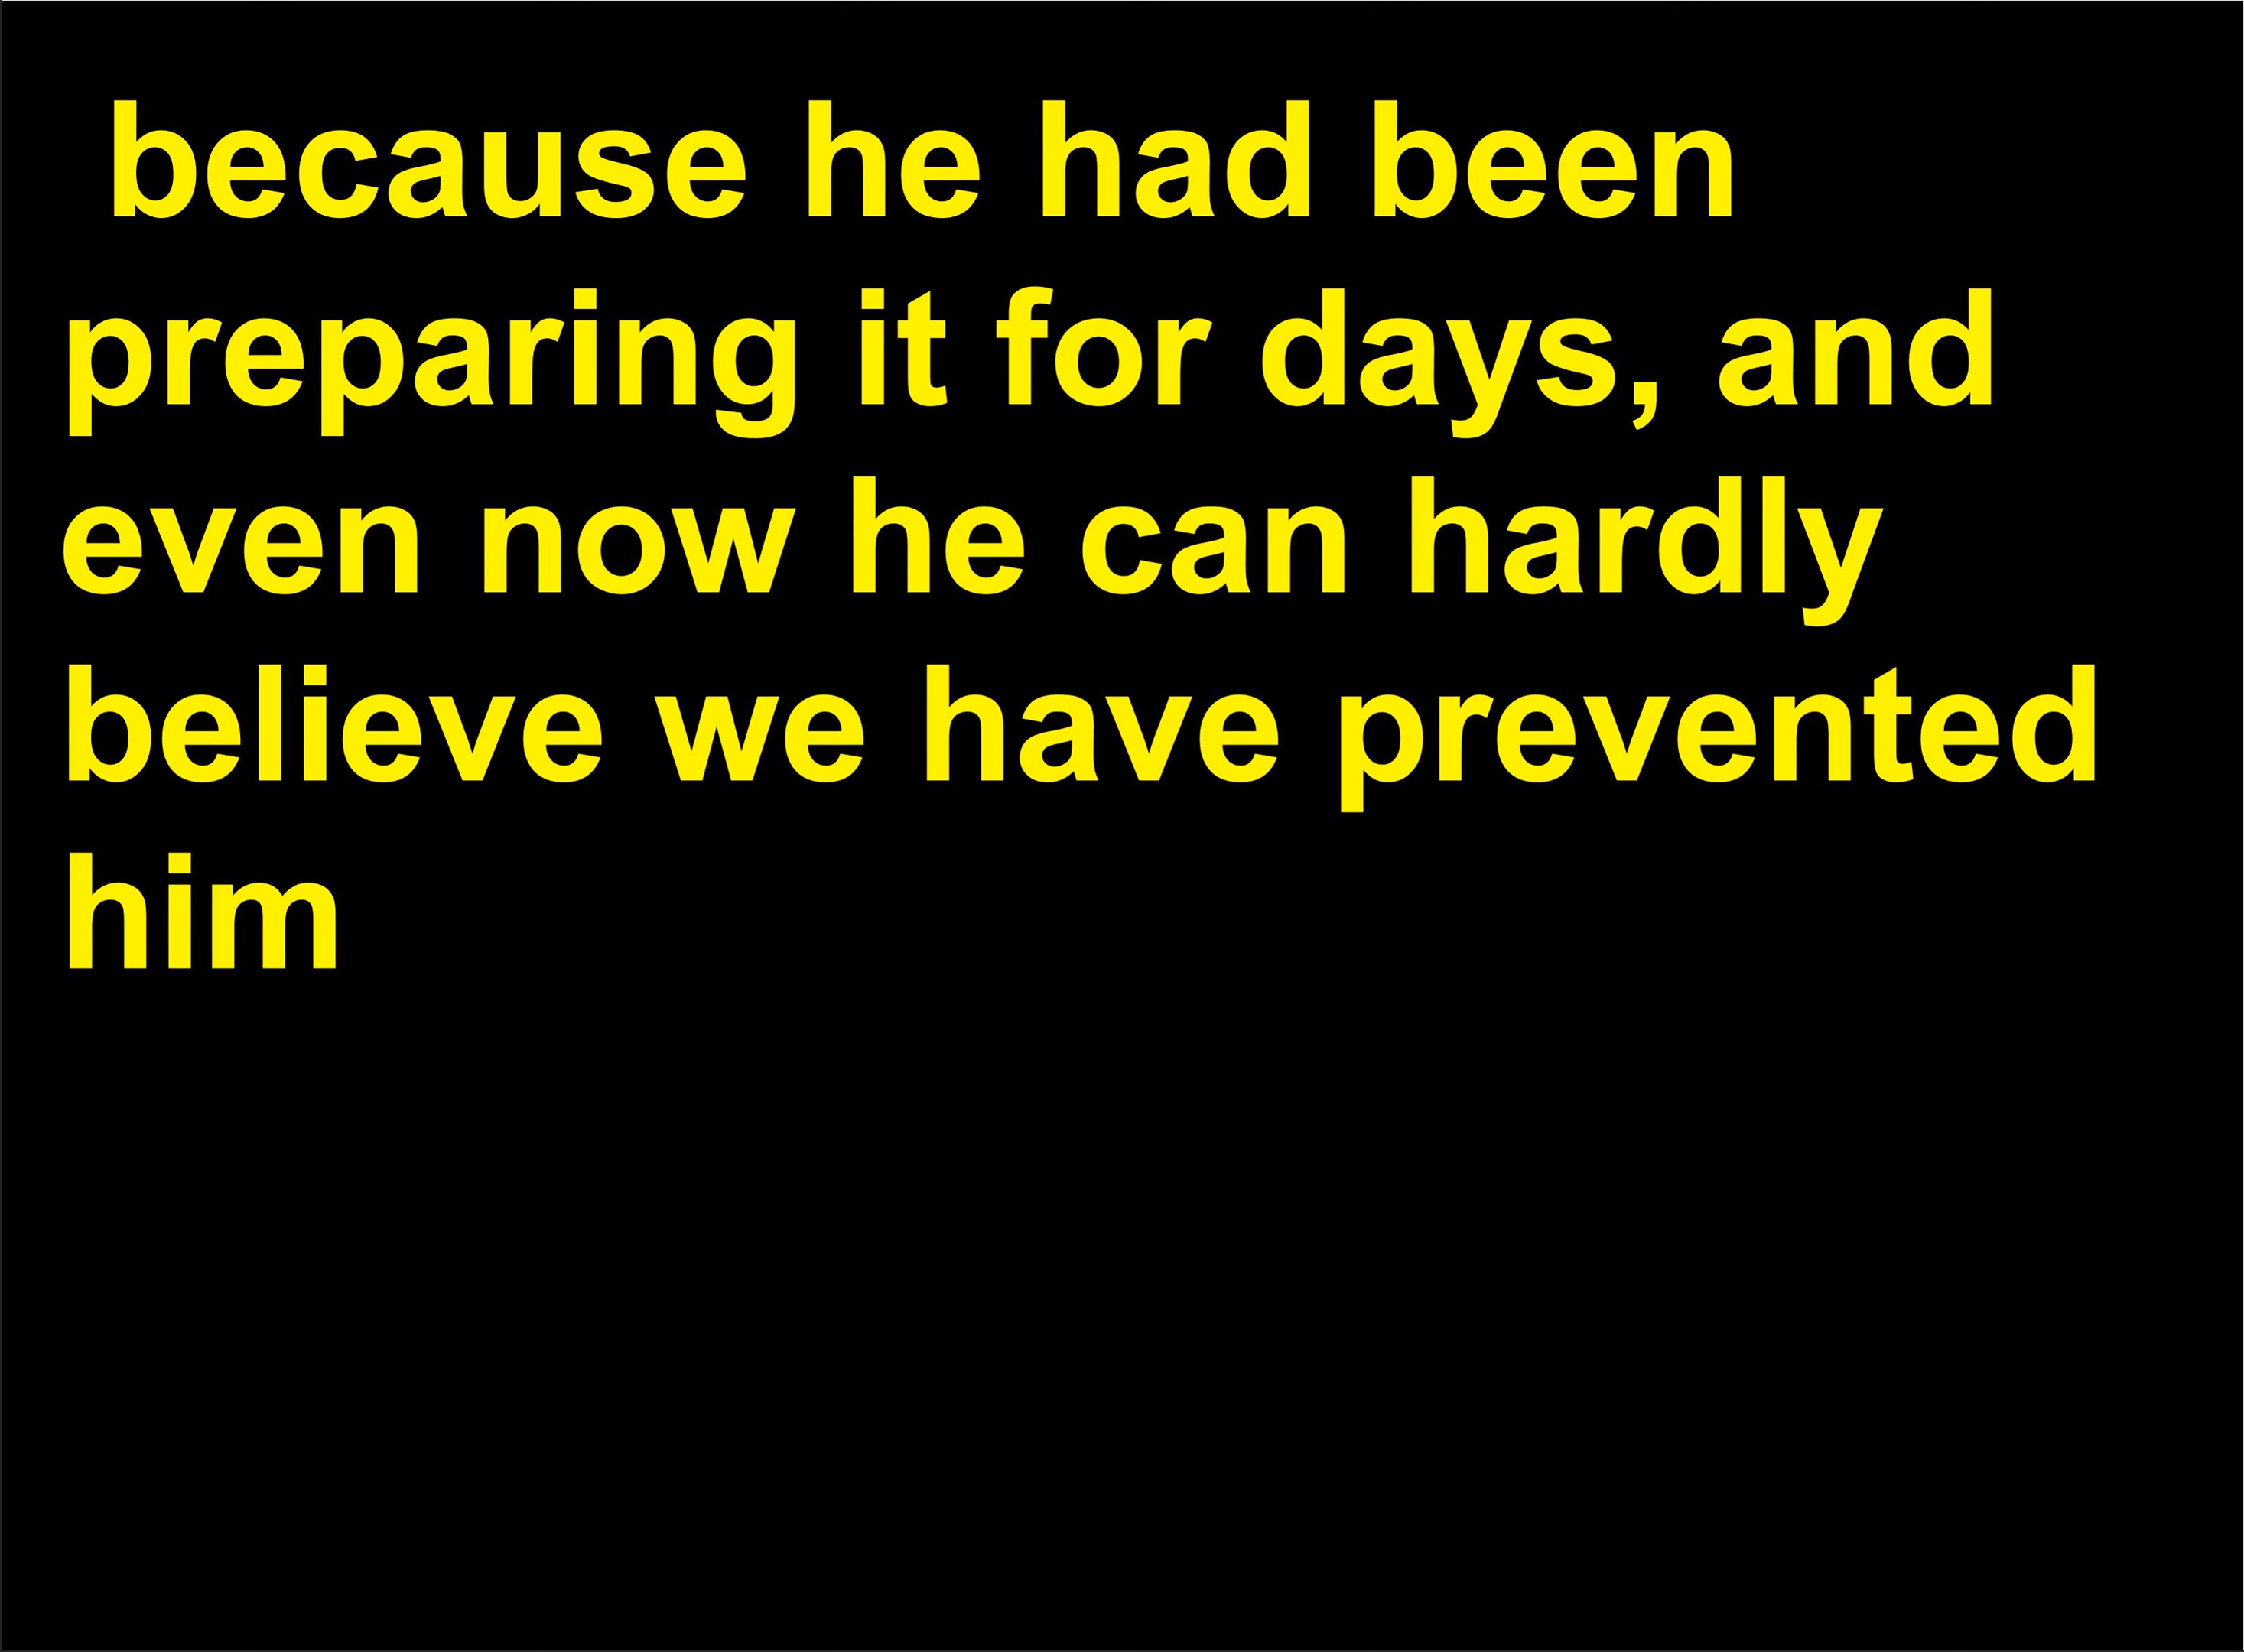 because he had been
preparing it for days, and
even now he can hardly
believe we have prevented
him